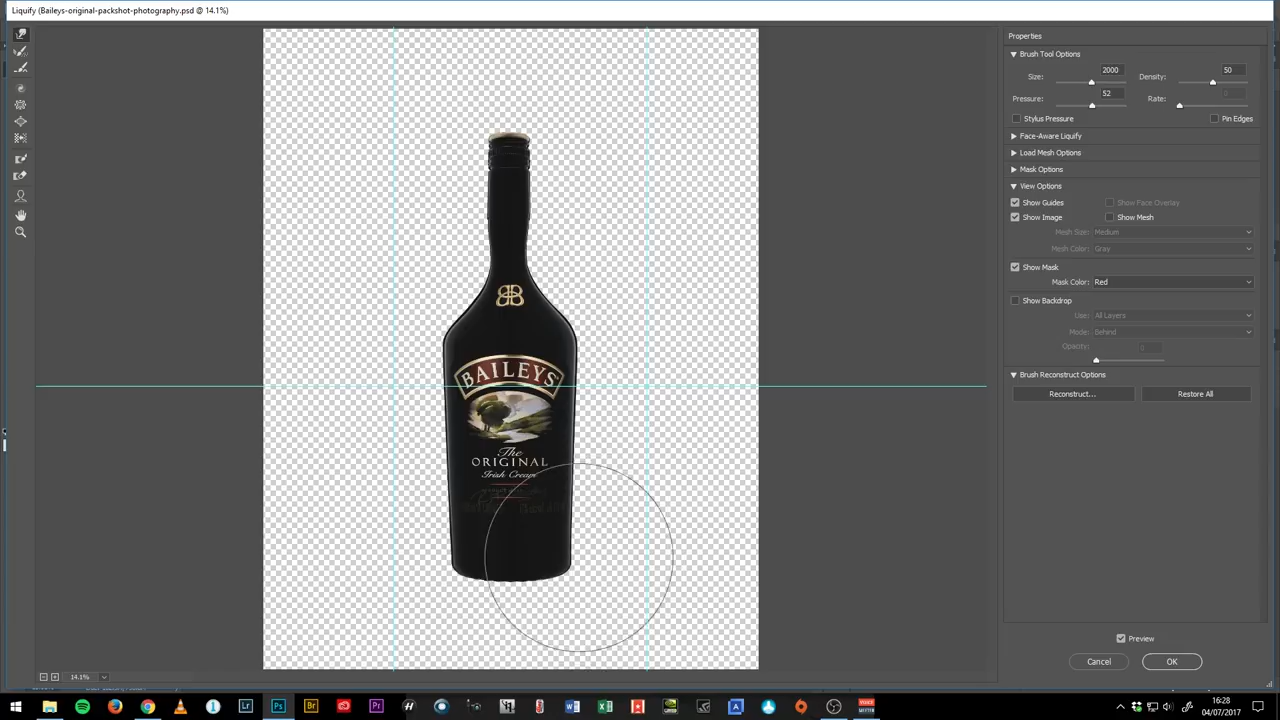 Liquify (Baileys-original-packshot-photography.psd @ 14.1%)
Properties
Brush Tool Options
Size: 2000 Density: 50
Pressure: 52 Rate:
Stylus Pressure Pin Edges
Face-Aware Liquify
Load Mesh Options
Mask Options
View Options
Show Guides Show Face Overlay
Show Image Show Mesh
Mesh Size: Medium
Mesh Color: Gray
Show Mask
Mask Color: Red
Show Backdrop
Use: All Layers
Mode: Behind
Opacity:
Brush Reconstruct Options
Reconstruct... Restore All
BAILEYS
The
ORIGINAL
Irish Cream
Preview
Cancel OK
14.1%
Lr Ps Br Pr
16:28
04/07/2017